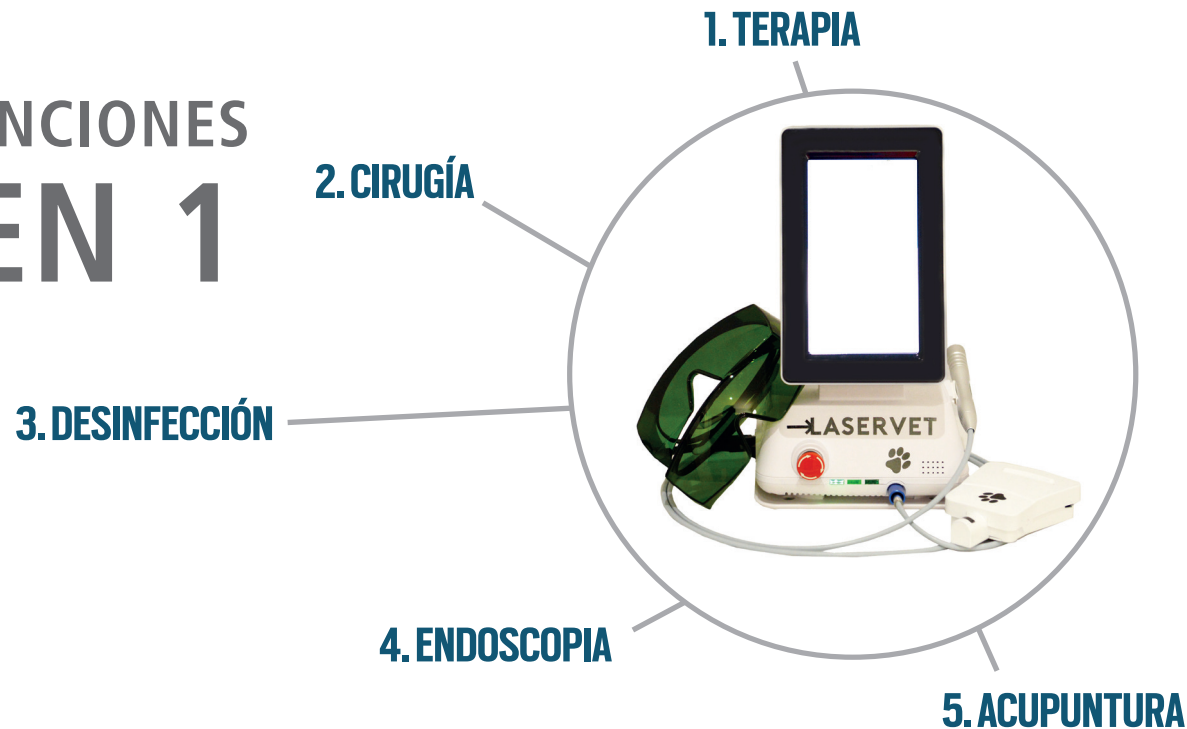 1. TERAPIA
NCIONES
EN 1
2. CIRUGÍA
3. DESINFECCIÓN
4. ENDOSCOPIA
5. ACUPUNTURA
LASERVET